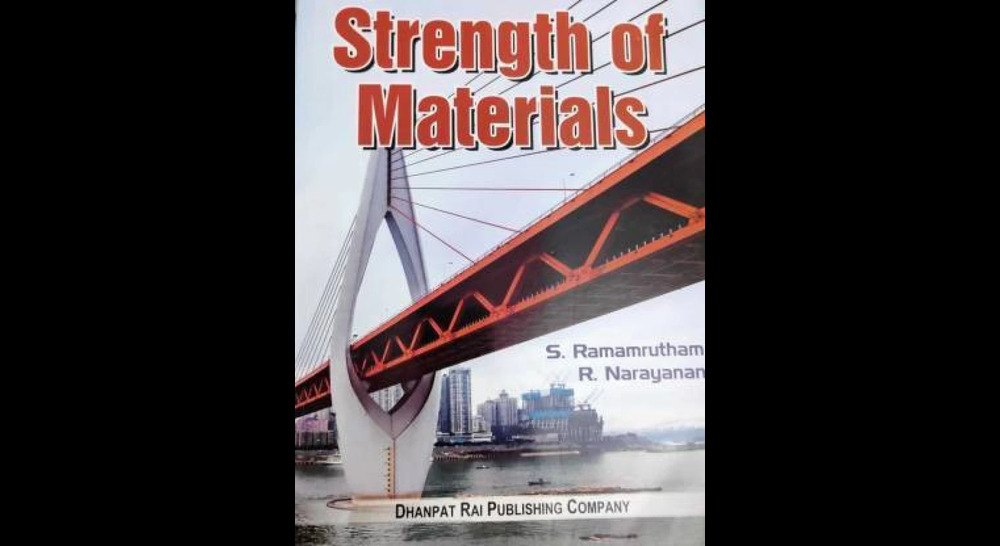 Strength of
Materials
S. Ramamrutham
R. Narayanan
DHANPAT RAI PUBLISHING COMPANY